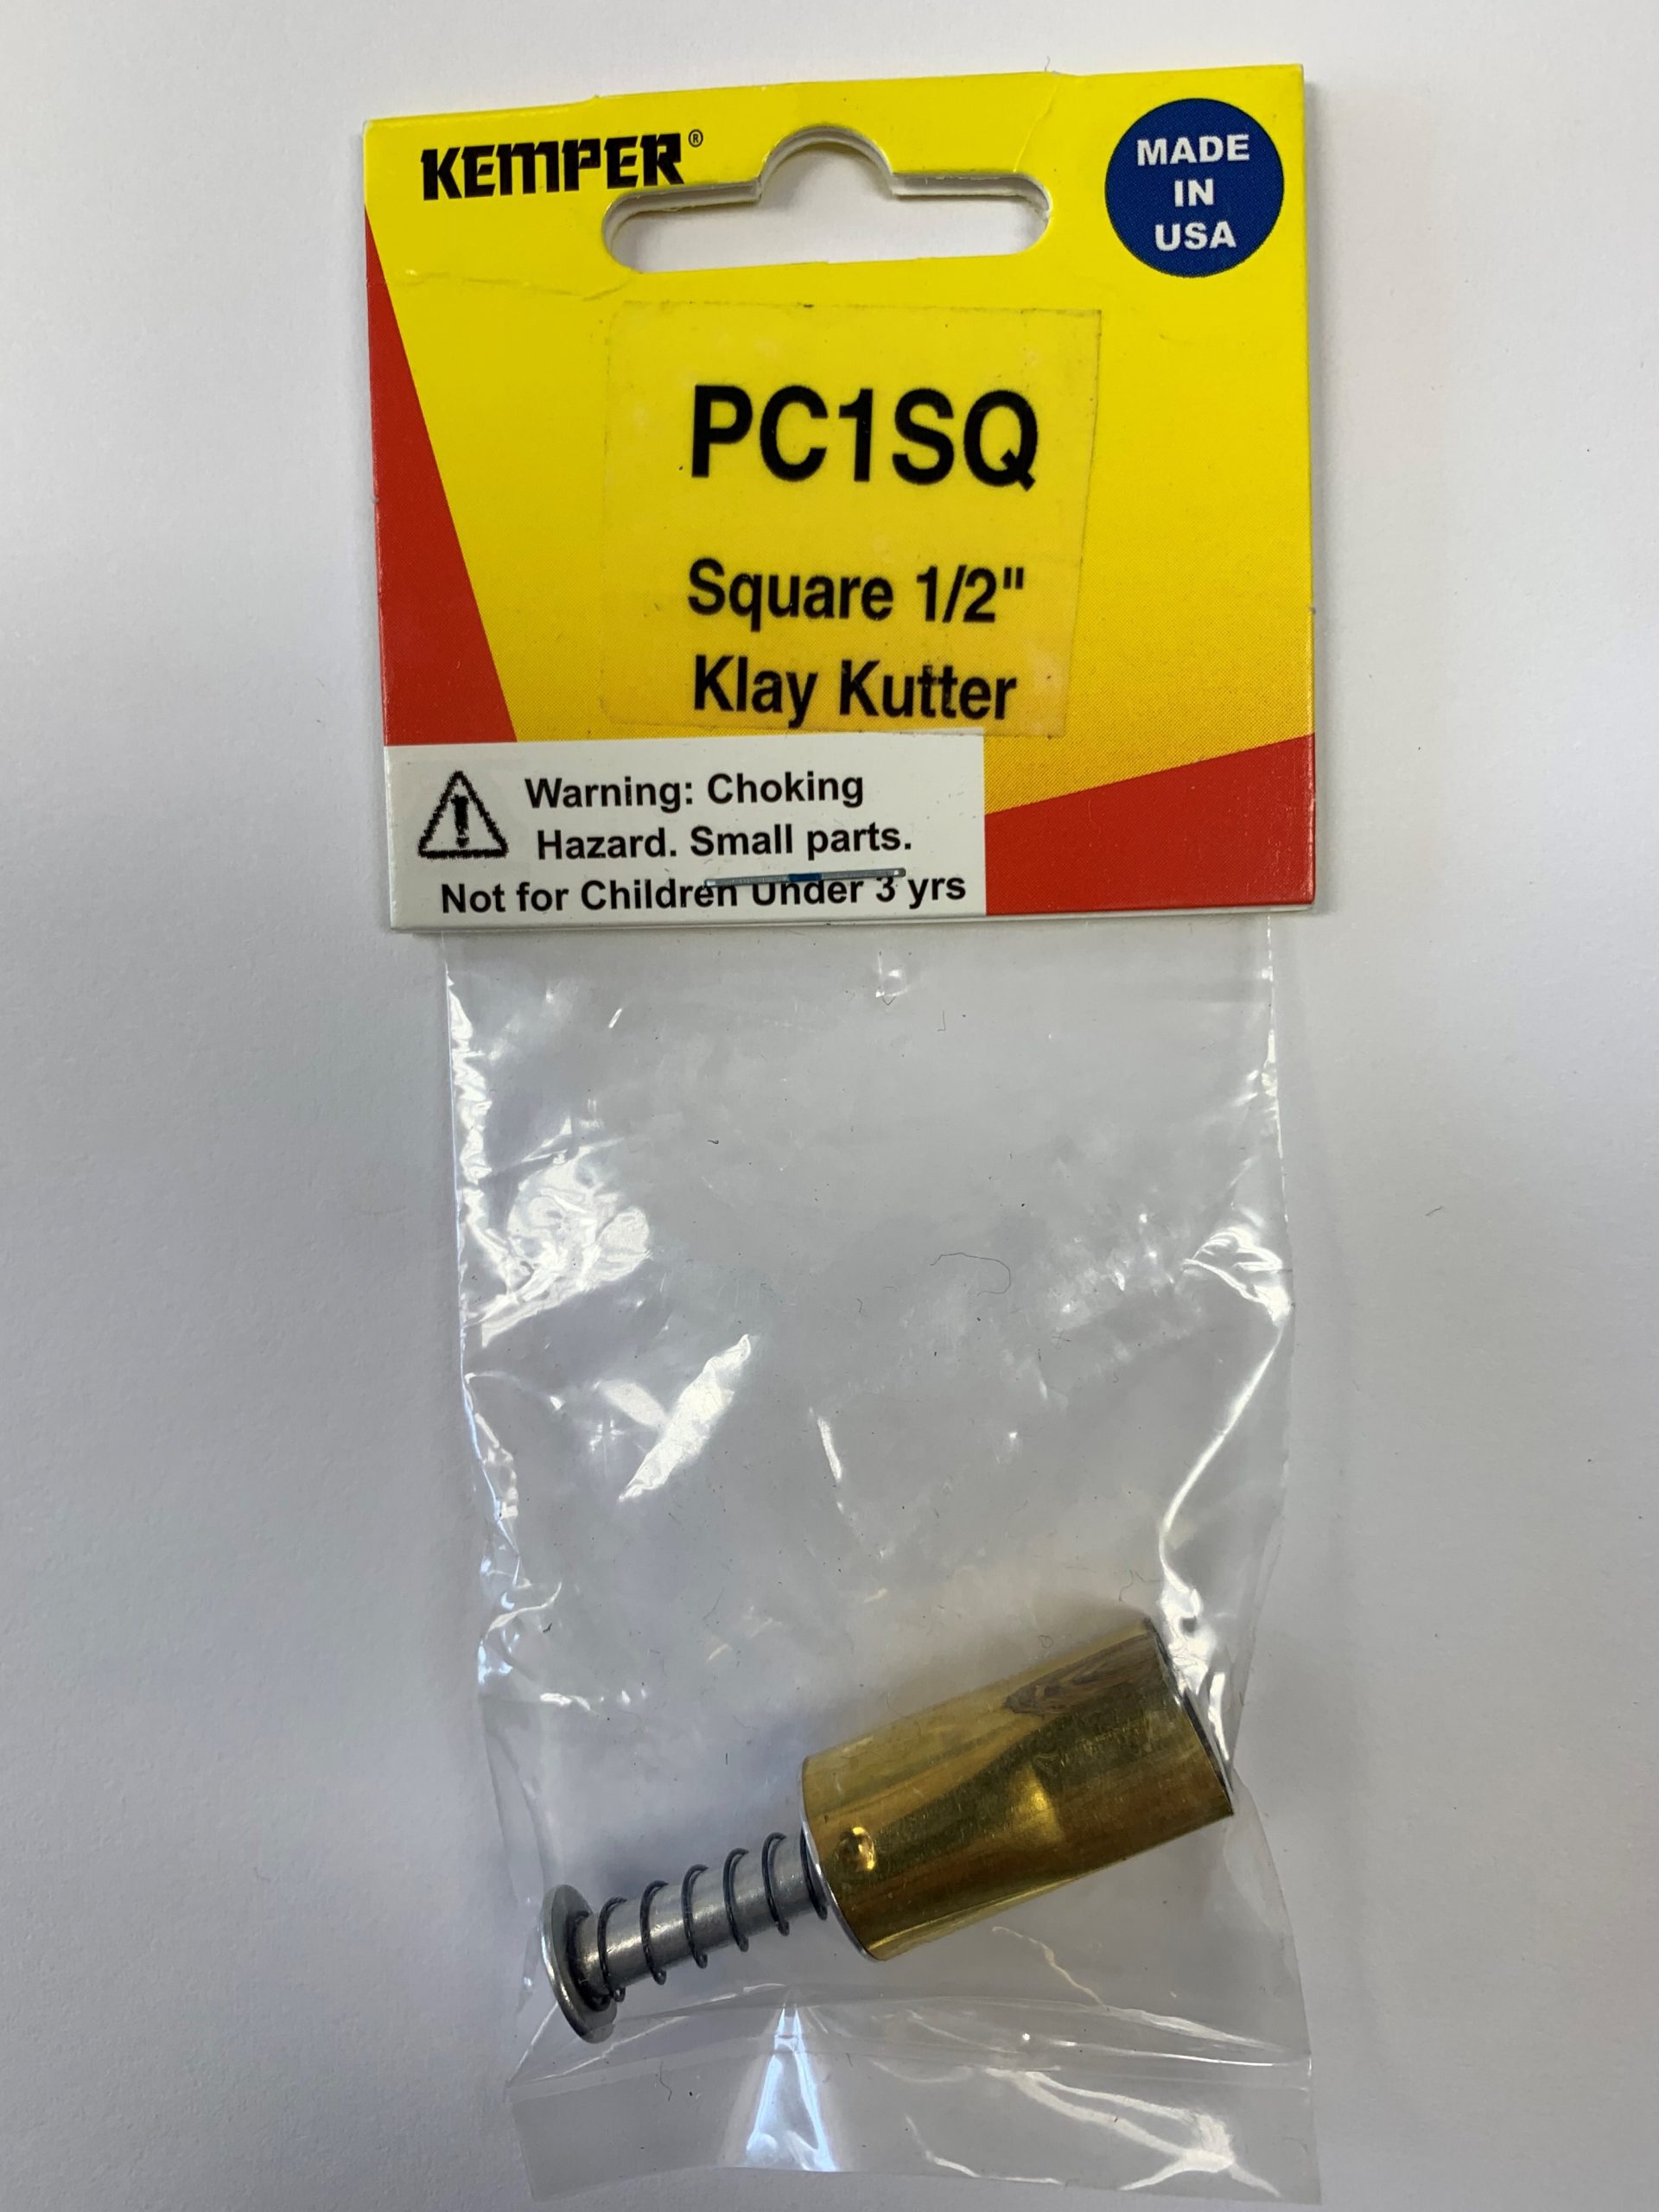 KEMPER®
MADE
IN
USA
PC1SQ
Square 1/2"
Klay Kutter
Warning: Choking
Hazard. Small parts.
Not for Children Under 3 yrs